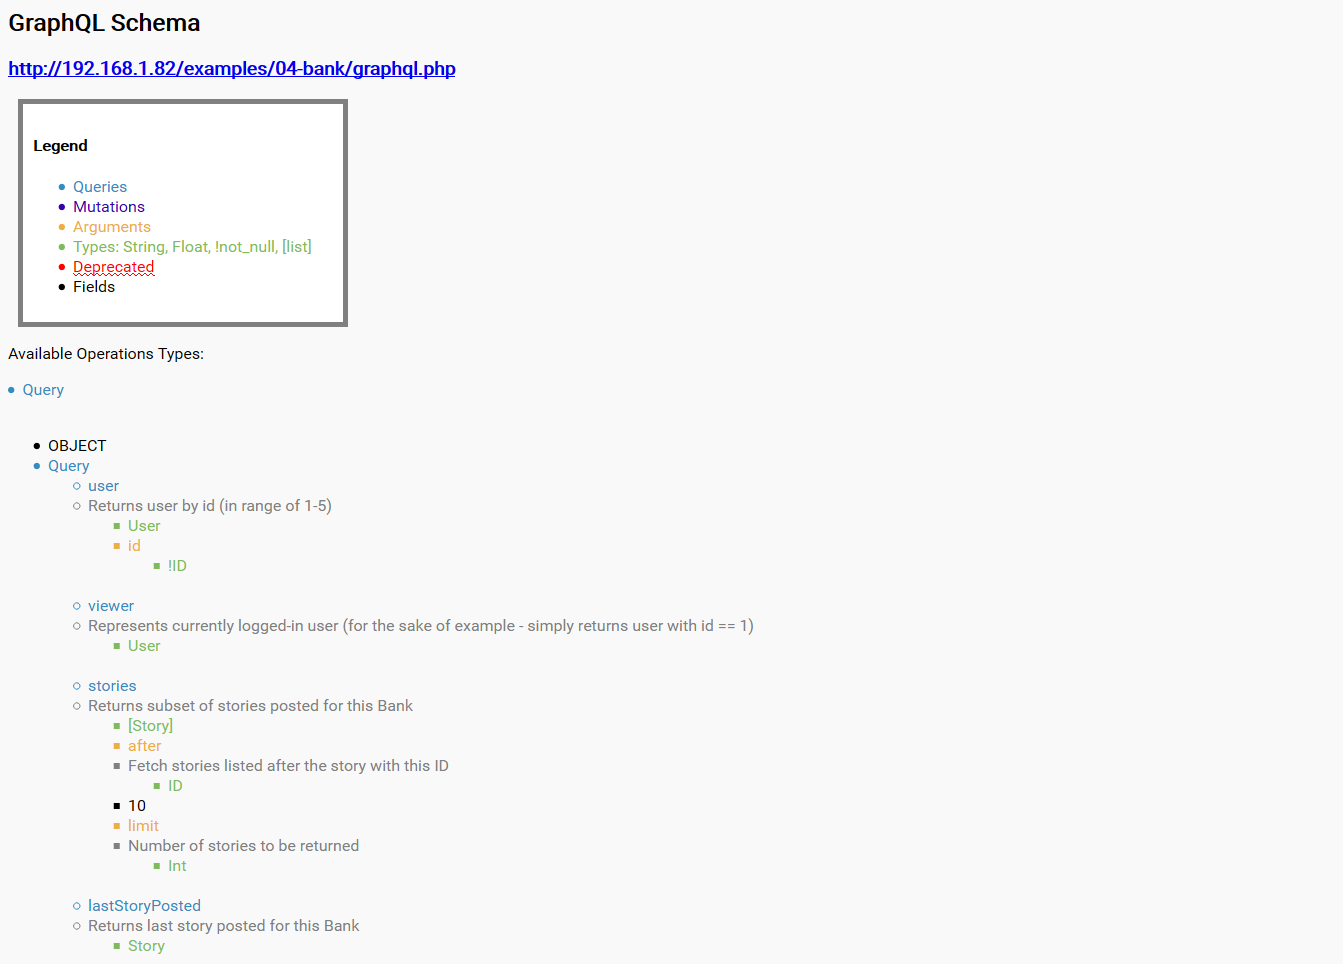 GraphQL Schema
http://192.168.1.82/examples/04-bank/graphql.php
Legend
Queries
Mutations
Arguments
Types: String, Float, !not_null, [list]
Deprecated
Fields
Available Operations Types:
Query
OBJECT
Query
user
Returns user by id (in range of 1-5)
User
id
!ID
viewer
Represents currently logged-in user (for the sake of example - simply returns user with id == 1)
User
stories
Returns subset of stories posted for this Bank
[Story]
after
Fetch stories listed after the story with this ID
ID
10
limit
Number of stories to be returned
Int
lastStoryPosted
Returns last story posted for this Bank
Story